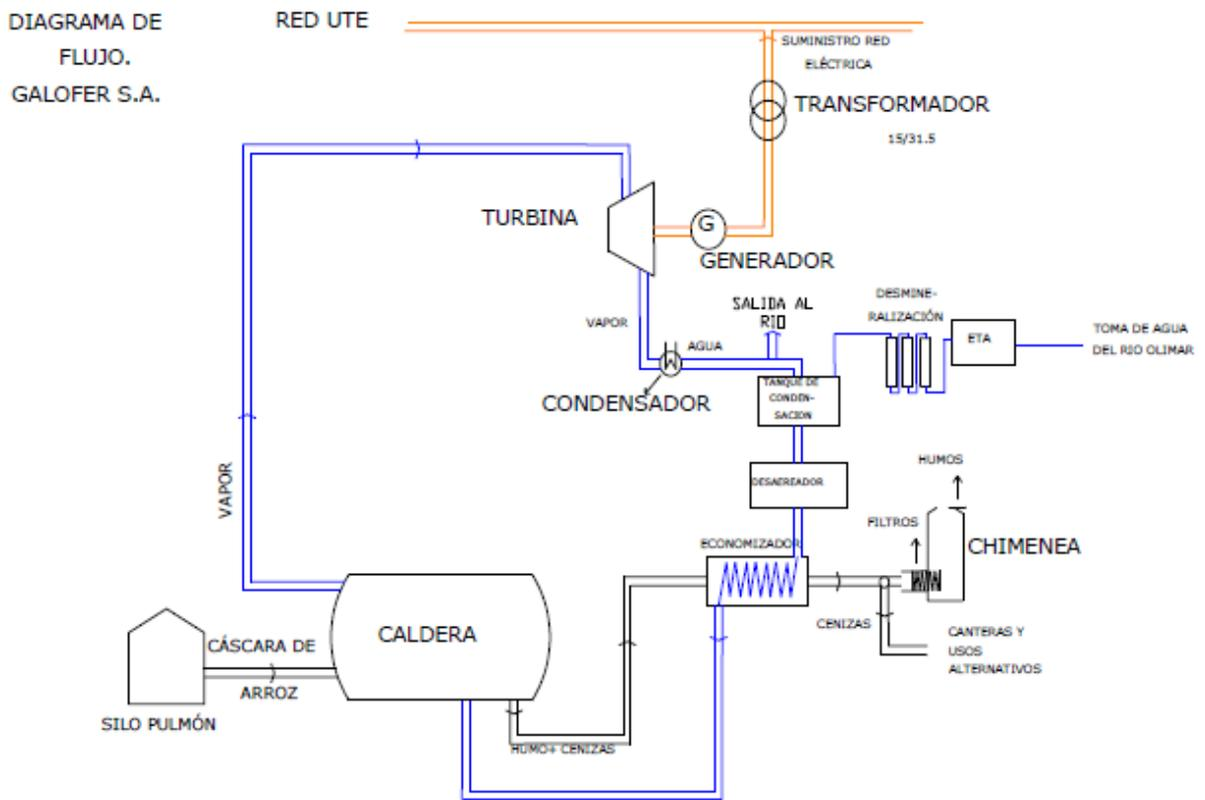 DIAGRAMA DE
FLUJO.
GALOFER S.A.
RED UTE
SUMINISTRO RED
ELÉCTRICA
TRANSFORMADOR
15/31.5
TURBINA
G
GENERADOR
VAPOR
SALIDA AL
RIO
AGUA
CONDENSADOR
DESMINE-
RALIZACIÓN
ETA
TOMA DE AGUA
DEL RIO OLIMAR
TANQUE DE
CONDEN-
SACION
DESAEREADOR
ECONOMIZADOR
HUMOS
FILTROS
CHIMENEA
CENIZAS
CANTERAS Y
USOS
ALTERNATIVOS
VAPOR
CALDERA
CÁSCARA DE
ARROZ
SILO PULMÓN
HUMO+ CENIZAS